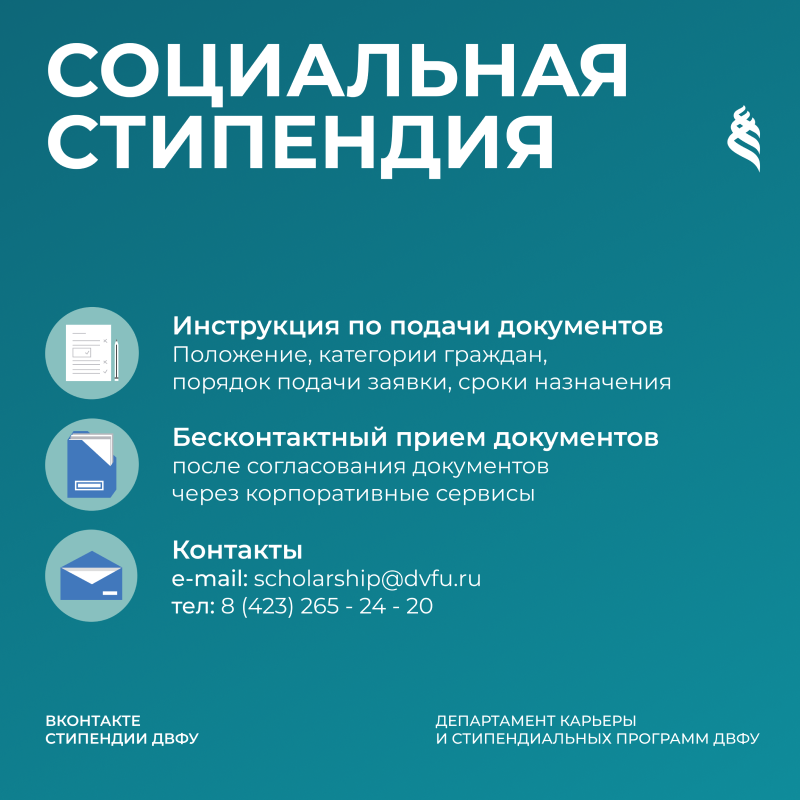 СОЦИАЛЬНАЯ
СТИПЕНДИЯ
Инструкция по подачи документов
Положение, категории граждан,
порядок подачи заявки, сроки назначения
Бесконтактный прием документов
после согласования документов
через корпоративные сервисы
Контакты
e-mail: scholarship@dvfu.ru
тел: 8 (423) 265 - 24 - 20
ВКОНТАКТЕ
СТИПЕНДИИ ДВФУ
ДЕПАРТАМЕНТ КАРЬЕРЫ
И СТИПЕНДИАЛЬНЫХ ПРОГРАММ ДВФУ